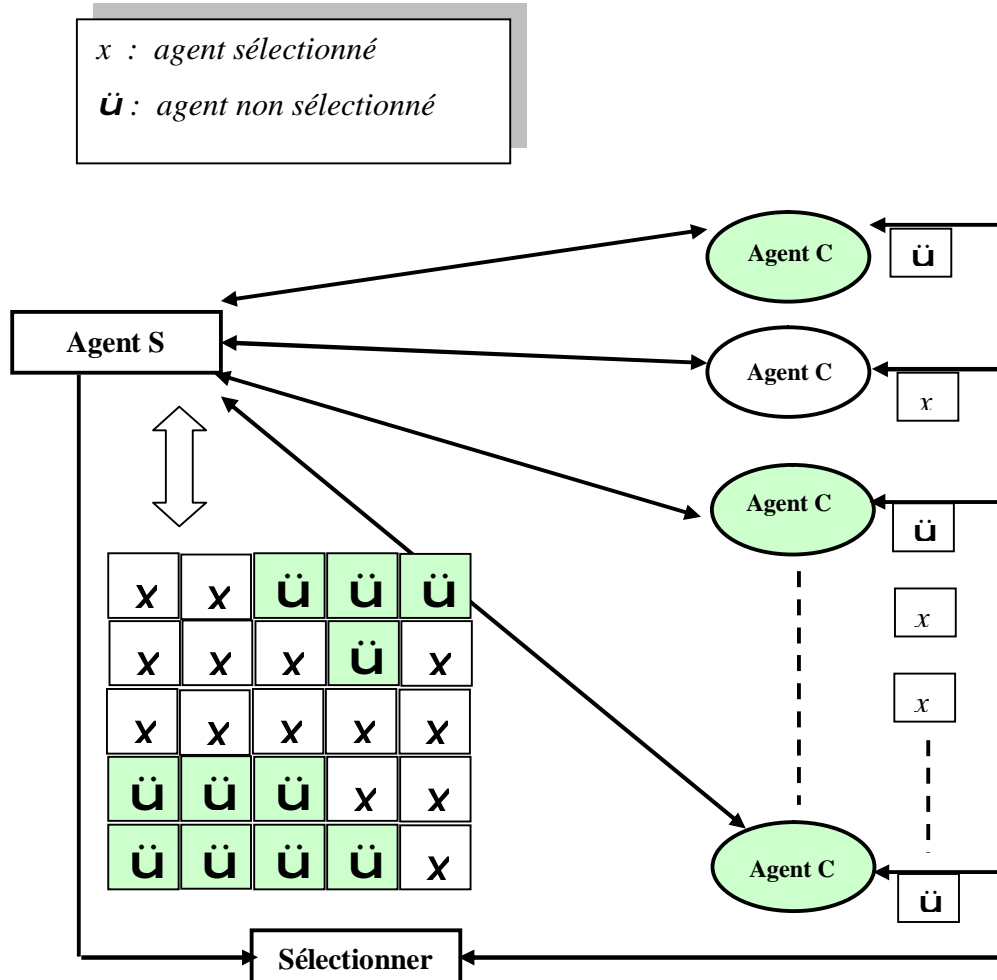 x : agent sélectionné
ü : agent non sélectionné
Agent C
ü
Agent S
Agent C
x
Agent C
ü
x x ü ü ü
x
x x x ü x
x
x x x x x
ü ü ü x x
ü ü ü ü x
Agent C
ü
Sélectionner